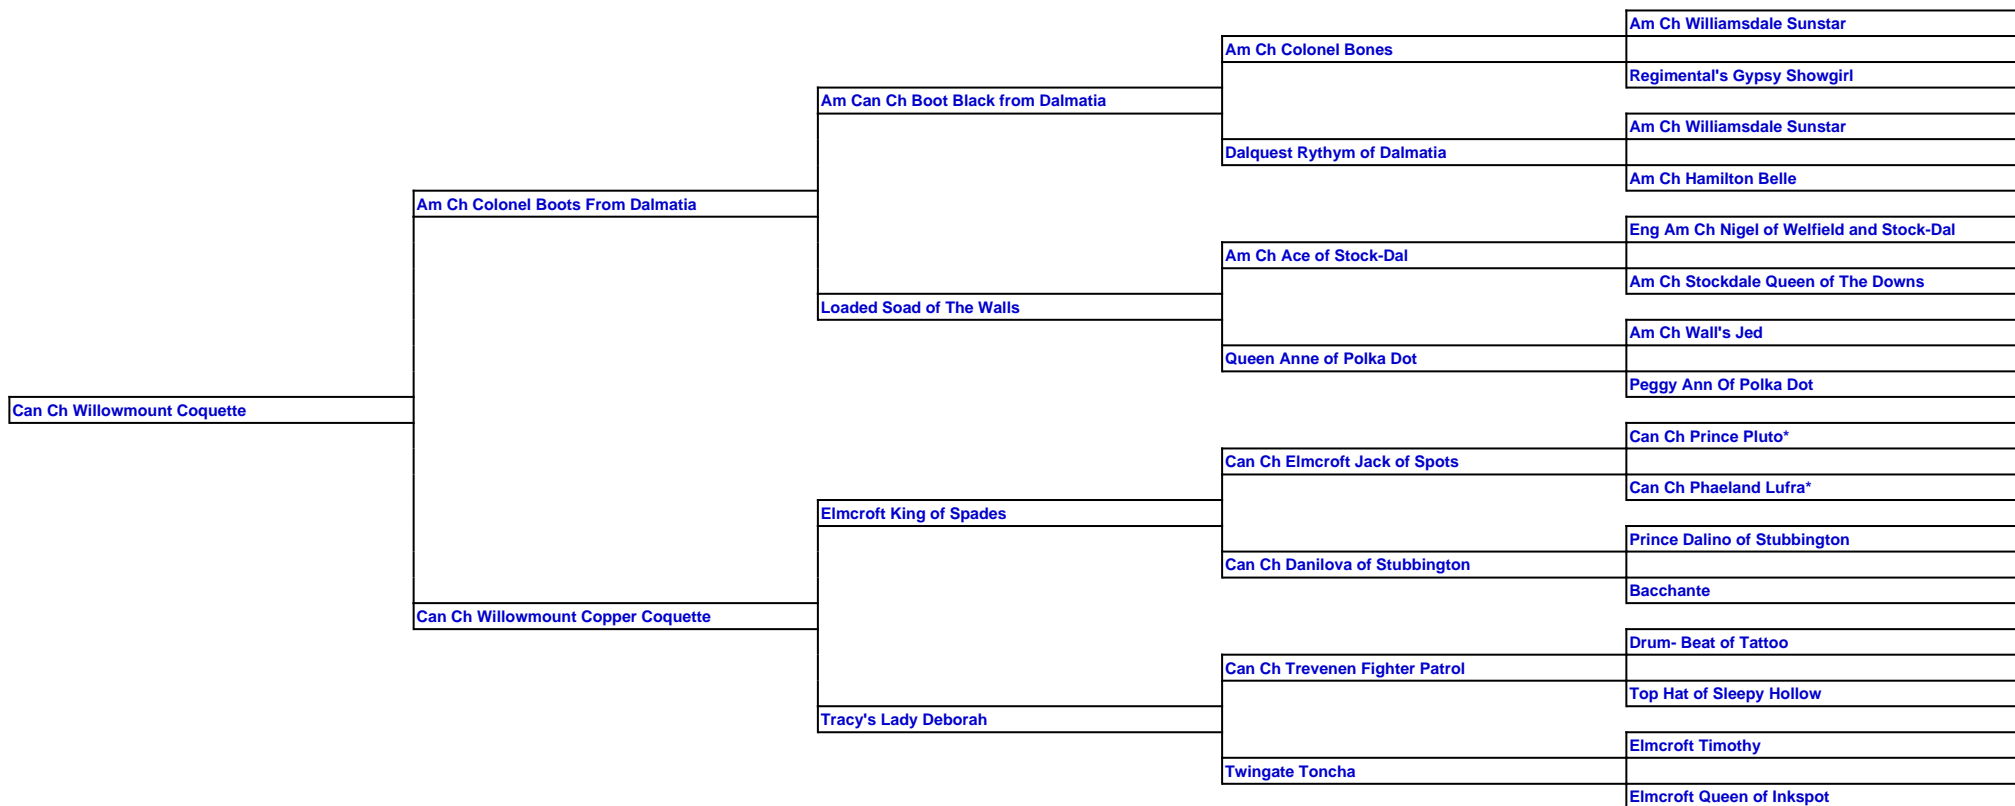 Am Ch Williamsdale Sunstar
Am Ch Colonel Bones
Regimental's Gypsy Showgirl
Am Can Ch Boot Black from Dalmatia
Am Ch Williamsdale Sunstar
Dalquest Rythym of Dalmatia
Am Ch Hamilton Belle
Am Ch Colonel Boots From Dalmatia
Eng Am Ch Nigel of Welfield and Stock-Dal
Am Ch Ace of Stock-Dal
Am Ch Stockdale Queen of The Downs
Loaded Soad of The Walls
Am Ch Wall's Jed
Queen Anne of Polka Dot
Peggy Ann Of Polka Dot
Can Ch Willowmount Coquette
Can Ch Prince Pluto*
Can Ch Elmcroft Jack of Spots
Can Ch Phaeland Lufra*
Elmcroft King of Spades
Prince Dalino of Stubbington
Can Ch Danilova of Stubbington
Bacchante
Can Ch Willowmount Copper Coquette
Drum- Beat of Tattoo
Can Ch Trevenen Fighter Patrol
Top Hat of Sleepy Hollow
Tracy's Lady Deborah
Elmcroft Timothy
Twingate Toncha
Elmcroft Queen of Inkspot